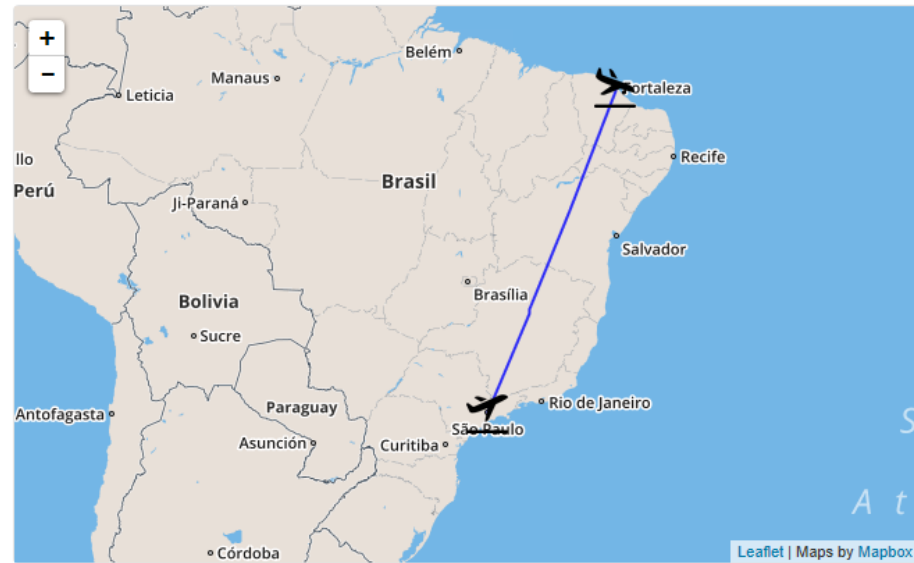 +
−
Belém
Manaus
Leticia
Fortaleza
llo
Perú
Brasil
Recife
Ji-Paraná
Salvador
Brasília
Bolivia
Sucre
Paraguay
Rio de Janeiro
Antofagasta
São Paulo
Asunción
Curitiba
S
A t
Córdoba
Leaflet | Maps by Mapbox